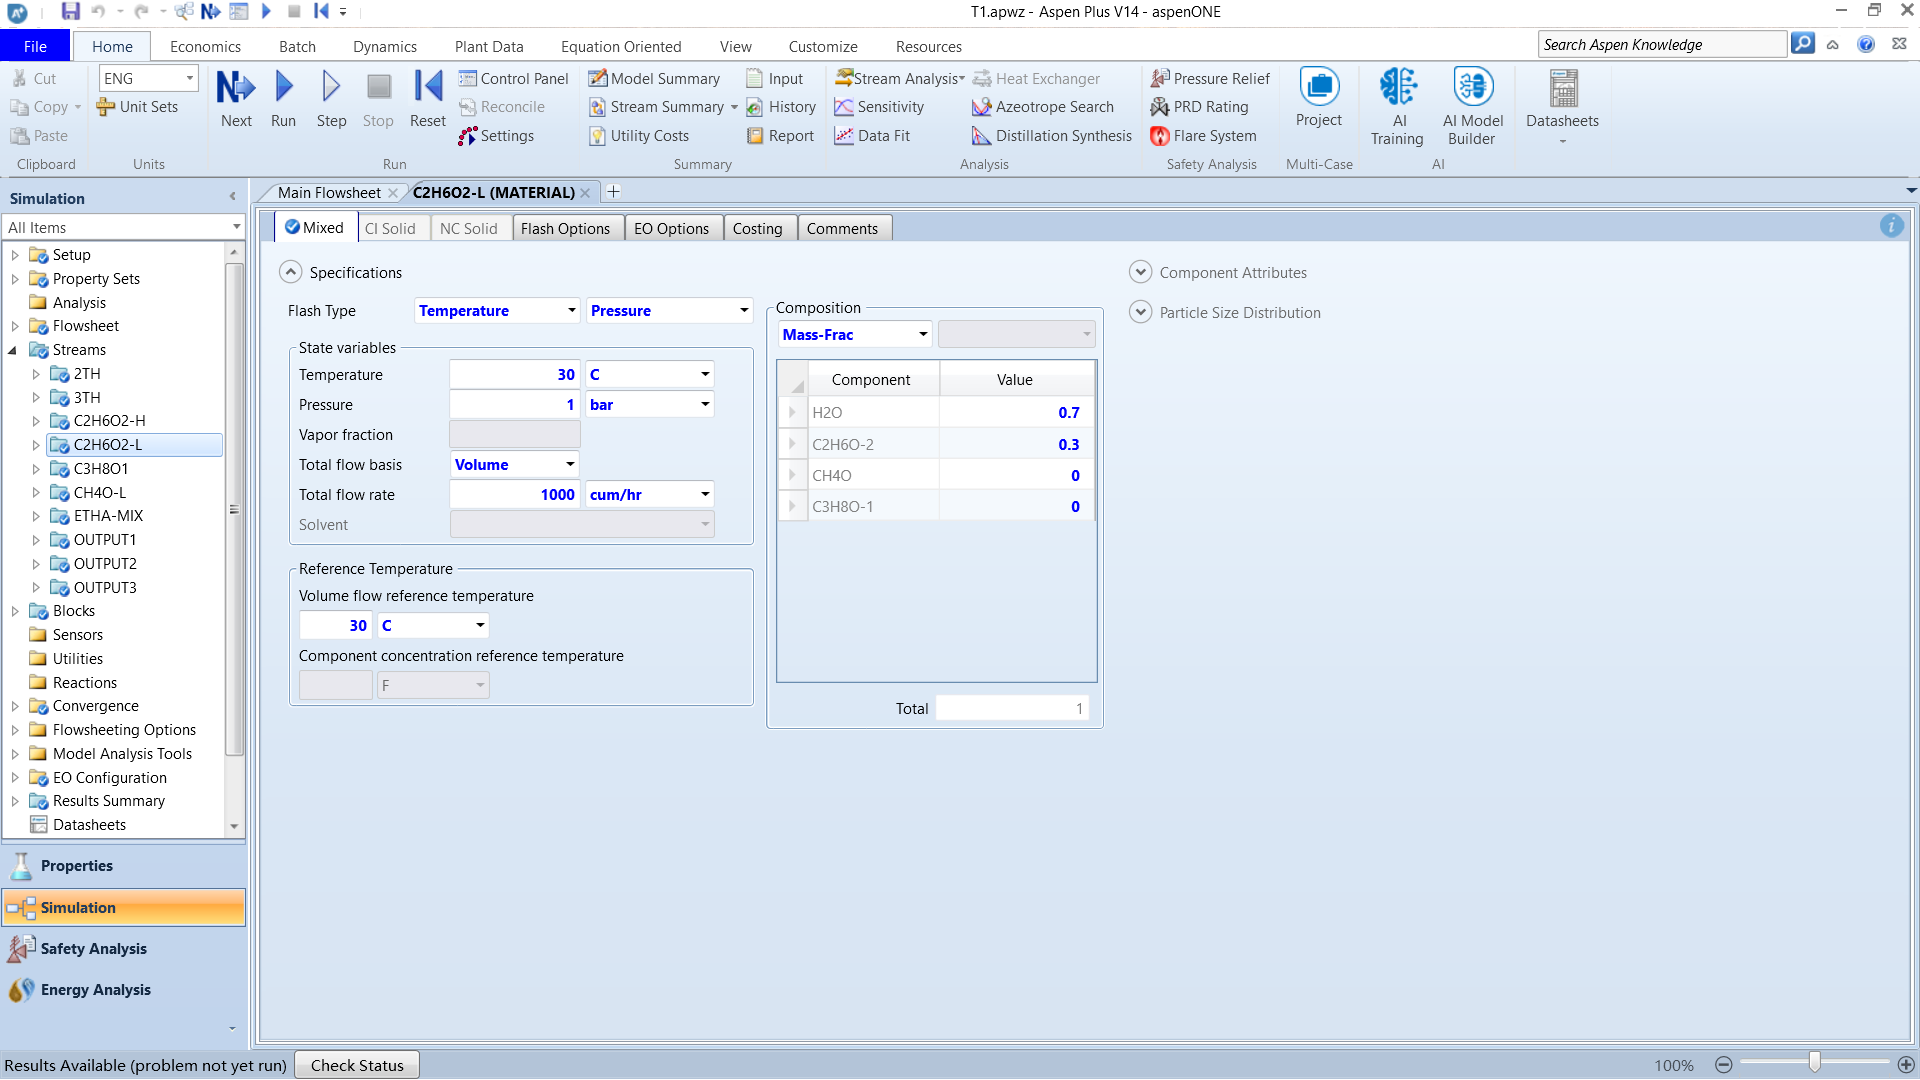 T1.apwz - Aspen Plus V14 - aspenONE
File Home Economics Batch Dynamics Plant Data Equation Oriented View Customize Resources Search Aspen Knowledge
Cut
Copy
Paste
Clipboard
ENG
Unit Sets
Units
Next Run Step Stop Reset
Control Panel
Reconcile
Settings
Run
Model Summary
Stream Summary
Utility Costs
Input
History
Report
Summary
Stream Analysis
Sensitivity
Data Fit
Heat Exchanger
Azeotrope Search
Distillation Synthesis
Analysis
Pressure Relief
PRD Rating
Flare System
Safety Analysis
Project
Multi-Case
AI Training
AI Model Builder
AI
Datasheets
Simulation
All Items
Setup
Property Sets
Analysis
Flowsheet
Streams
2TH
3TH
C2H6O2-H
C2H6O2-L
C3H8O1
CH4O-L
ETHA-MIX
OUTPUT1
OUTPUT2
OUTPUT3
Blocks
Sensors
Utilities
Reactions
Convergence
Flowsheeting Options
Model Analysis Tools
EO Configuration
Results Summary
Datasheets
Properties
Simulation
Safety Analysis
Energy Analysis
Main Flowsheet C2H6O2-L (MATERIAL)
Mixed CI Solid NC Solid Flash Options EO Options Costing Comments
Specifications
Flash Type Temperature Pressure
State variables
Temperature 30 C
Pressure 1 bar
Vapor fraction
Total flow basis Volume
Total flow rate 1000 cum/hr
Solvent
Reference Temperature
Volume flow reference temperature
30 C
Component concentration reference temperature
F
Composition
Mass-Frac
Component Value
H2O 0.7
C2H6O-2 0.3
CH4O 0
C3H8O-1 0
Total 1
Component Attributes
Particle Size Distribution
Results Available (problem not yet run) Check Status 100%